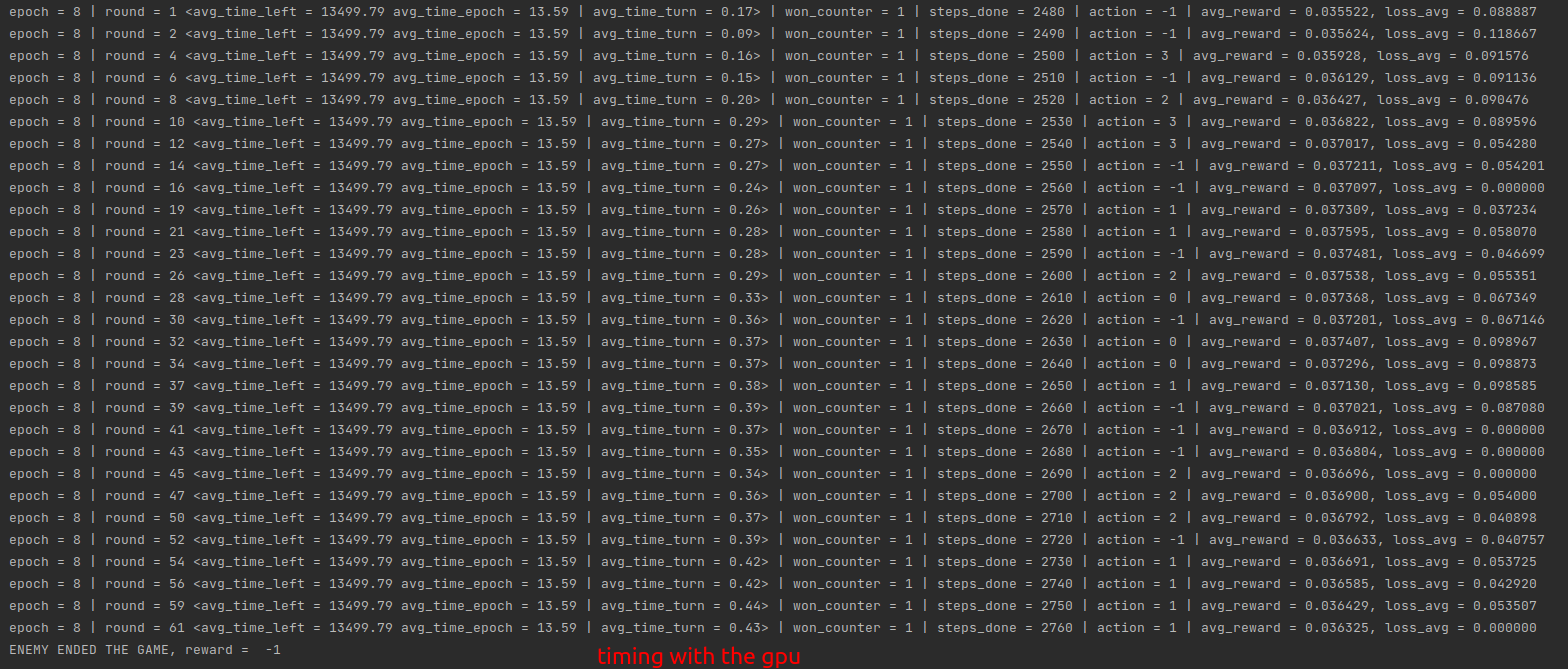 epoch = 8 | round = 1 <avg_time_left = 13499.79 avg_time_epoch = 13.59 | avg_time_turn = 0.17> | won_counter = 1 | steps_done = 2480 | action = -1 | avg_reward = 0.035522, loss_avg = 0.088887
epoch = 8 | round = 2 <avg_time_left = 13499.79 avg_time_epoch = 13.59 | avg_time_turn = 0.09> | won_counter = 1 | steps_done = 2490 | action = -1 | avg_reward = 0.035624, loss_avg = 0.118667
epoch = 8 | round = 4 <avg_time_left = 13499.79 avg_time_epoch = 13.59 | avg_time_turn = 0.16> | won_counter = 1 | steps_done = 2500 | action = 3 | avg_reward = 0.035928, loss_avg = 0.091576
epoch = 8 | round = 6 <avg_time_left = 13499.79 avg_time_epoch = 13.59 | avg_time_turn = 0.15> | won_counter = 1 | steps_done = 2510 | action = -1 | avg_reward = 0.036129, loss_avg = 0.091136
epoch = 8 | round = 8 <avg_time_left = 13499.79 avg_time_epoch = 13.59 | avg_time_turn = 0.20> | won_counter = 1 | steps_done = 2520 | action = 2 | avg_reward = 0.036427, loss_avg = 0.090476
epoch = 8 | round = 10 <avg_time_left = 13499.79 avg_time_epoch = 13.59 | avg_time_turn = 0.29> | won_counter = 1 | steps_done = 2530 | action = 3 | avg_reward = 0.036822, loss_avg = 0.089596
epoch = 8 | round = 12 <avg_time_left = 13499.79 avg_time_epoch = 13.59 | avg_time_turn = 0.27> | won_counter = 1 | steps_done = 2540 | action = 3 | avg_reward = 0.037017, loss_avg = 0.054280
epoch = 8 | round = 14 <avg_time_left = 13499.79 avg_time_epoch = 13.59 | avg_time_turn = 0.27> | won_counter = 1 | steps_done = 2550 | action = -1 | avg_reward = 0.037211, loss_avg = 0.054201
epoch = 8 | round = 16 <avg_time_left = 13499.79 avg_time_epoch = 13.59 | avg_time_turn = 0.24> | won_counter = 1 | steps_done = 2560 | action = -1 | avg_reward = 0.037097, loss_avg = 0.000000
epoch = 8 | round = 19 <avg_time_left = 13499.79 avg_time_epoch = 13.59 | avg_time_turn = 0.26> | won_counter = 1 | steps_done = 2570 | action = 1 | avg_reward = 0.037309, loss_avg = 0.037234
epoch = 8 | round = 21 <avg_time_left = 13499.79 avg_time_epoch = 13.59 | avg_time_turn = 0.28> | won_counter = 1 | steps_done = 2580 | action = 1 | avg_reward = 0.037595, loss_avg = 0.058070
epoch = 8 | round = 23 <avg_time_left = 13499.79 avg_time_epoch = 13.59 | avg_time_turn = 0.28> | won_counter = 1 | steps_done = 2590 | action = -1 | avg_reward = 0.037481, loss_avg = 0.046699
epoch = 8 | round = 26 <avg_time_left = 13499.79 avg_time_epoch = 13.59 | avg_time_turn = 0.29> | won_counter = 1 | steps_done = 2600 | action = 2 | avg_reward = 0.037538, loss_avg = 0.055351
epoch = 8 | round = 28 <avg_time_left = 13499.79 avg_time_epoch = 13.59 | avg_time_turn = 0.33> | won_counter = 1 | steps_done = 2610 | action = 0 | avg_reward = 0.037368, loss_avg = 0.067349
epoch = 8 | round = 30 <avg_time_left = 13499.79 avg_time_epoch = 13.59 | avg_time_turn = 0.36> | won_counter = 1 | steps_done = 2620 | action = -1 | avg_reward = 0.037201, loss_avg = 0.067146
epoch = 8 | round = 32 <avg_time_left = 13499.79 avg_time_epoch = 13.59 | avg_time_turn = 0.37> | won_counter = 1 | steps_done = 2630 | action = 0 | avg_reward = 0.037407, loss_avg = 0.098967
epoch = 8 | round = 34 <avg_time_left = 13499.79 avg_time_epoch = 13.59 | avg_time_turn = 0.37> | won_counter = 1 | steps_done = 2640 | action = 0 | avg_reward = 0.037296, loss_avg = 0.098873
epoch = 8 | round = 37 <avg_time_left = 13499.79 avg_time_epoch = 13.59 | avg_time_turn = 0.38> | won_counter = 1 | steps_done = 2650 | action = 1 | avg_reward = 0.037130, loss_avg = 0.098585
epoch = 8 | round = 39 <avg_time_left = 13499.79 avg_time_epoch = 13.59 | avg_time_turn = 0.39> | won_counter = 1 | steps_done = 2660 | action = -1 | avg_reward = 0.037021, loss_avg = 0.087080
epoch = 8 | round = 41 <avg_time_left = 13499.79 avg_time_epoch = 13.59 | avg_time_turn = 0.37> | won_counter = 1 | steps_done = 2670 | action = -1 | avg_reward = 0.036912, loss_avg = 0.000000
epoch = 8 | round = 43 <avg_time_left = 13499.79 avg_time_epoch = 13.59 | avg_time_turn = 0.35> | won_counter = 1 | steps_done = 2680 | action = -1 | avg_reward = 0.036804, loss_avg = 0.000000
epoch = 8 | round = 45 <avg_time_left = 13499.79 avg_time_epoch = 13.59 | avg_time_turn = 0.34> | won_counter = 1 | steps_done = 2690 | action = 2 | avg_reward = 0.036696, loss_avg = 0.000000
epoch = 8 | round = 47 <avg_time_left = 13499.79 avg_time_epoch = 13.59 | avg_time_turn = 0.36> | won_counter = 1 | steps_done = 2700 | action = 2 | avg_reward = 0.036900, loss_avg = 0.054000
epoch = 8 | round = 50 <avg_time_left = 13499.79 avg_time_epoch = 13.59 | avg_time_turn = 0.37> | won_counter = 1 | steps_done = 2710 | action = 2 | avg_reward = 0.036792, loss_avg = 0.040898
epoch = 8 | round = 52 <avg_time_left = 13499.79 avg_time_epoch = 13.59 | avg_time_turn = 0.39> | won_counter = 1 | steps_done = 2720 | action = -1 | avg_reward = 0.036633, loss_avg = 0.040757
epoch = 8 | round = 54 <avg_time_left = 13499.79 avg_time_epoch = 13.59 | avg_time_turn = 0.42> | won_counter = 1 | steps_done = 2730 | action = 1 | avg_reward = 0.036691, loss_avg = 0.053725
epoch = 8 | round = 56 <avg_time_left = 13499.79 avg_time_epoch = 13.59 | avg_time_turn = 0.42> | won_counter = 1 | steps_done = 2740 | action = 1 | avg_reward = 0.036585, loss_avg = 0.042920
epoch = 8 | round = 59 <avg_time_left = 13499.79 avg_time_epoch = 13.59 | avg_time_turn = 0.44> | won_counter = 1 | steps_done = 2750 | action = 1 | avg_reward = 0.036429, loss_avg = 0.053507
epoch = 8 | round = 61 <avg_time_left = 13499.79 avg_time_epoch = 13.59 | avg_time_turn = 0.43> | won_counter = 1 | steps_done = 2760 | action = 1 | avg_reward = 0.036325, loss_avg = 0.000000
ENEMY ENDED THE GAME, reward =  -1
timing with the gpu